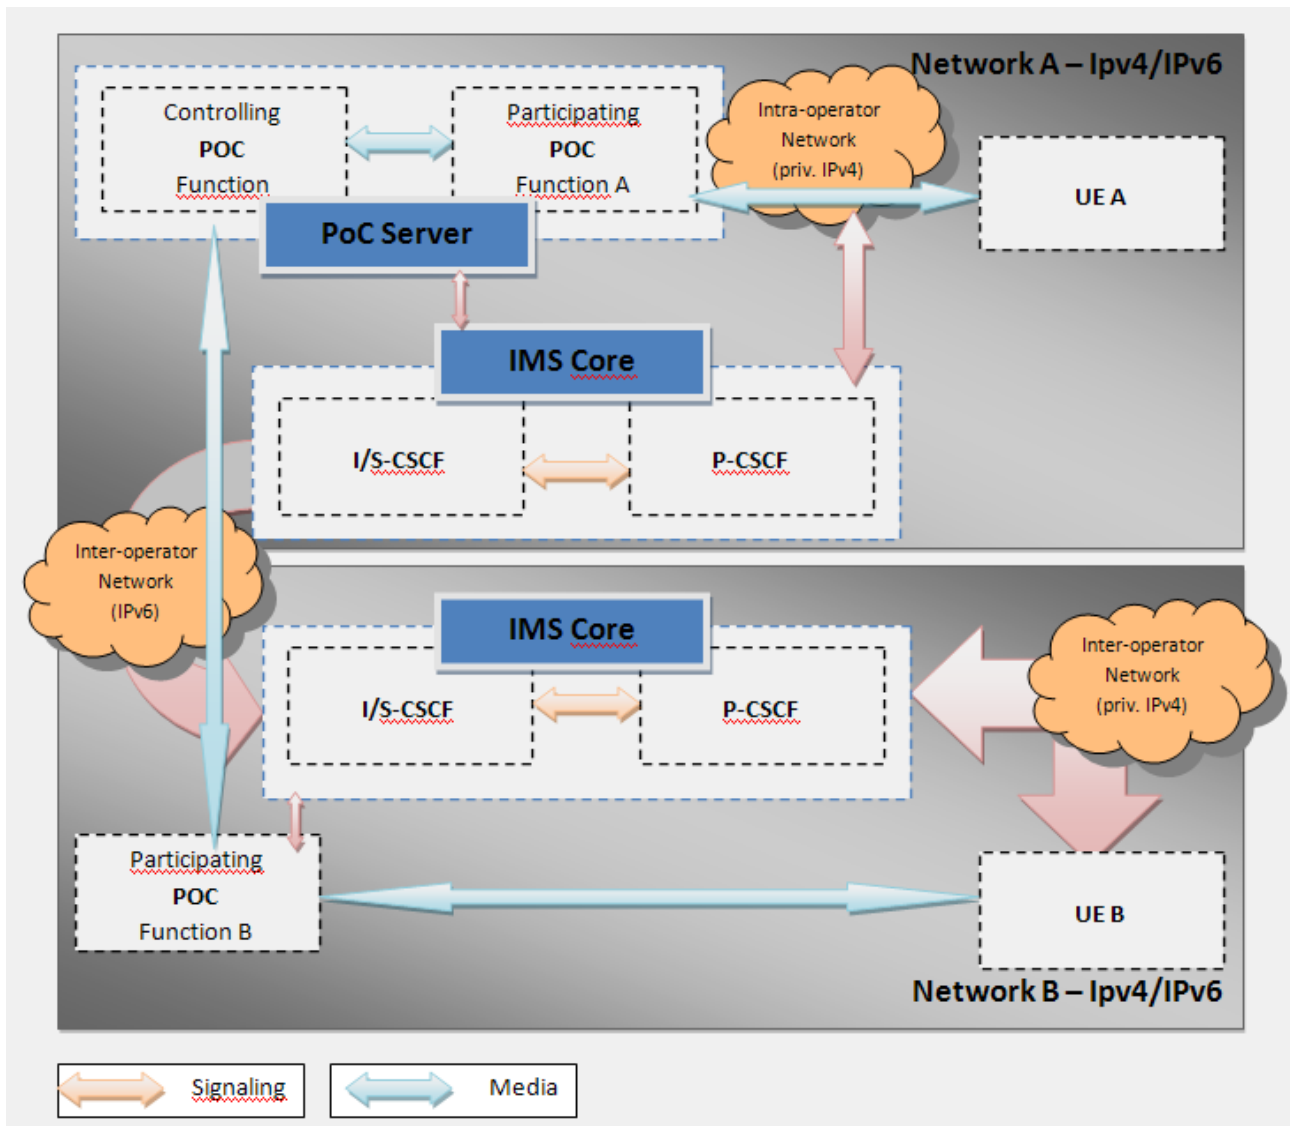 Network A – Ipv4/IPv6
Controlling
POC
Function
Participating
POC
Function A
Intra-operator
Network
(priv. IPv4)
UE A
PoC Server
IMS Core
I/S-CSCF
P-CSCF
Inter-operator
Network
(IPv6)
IMS Core
I/S-CSCF
P-CSCF
Inter-operator
Network
(priv. IPv4)
Participating
POC
Function B
UE B
Network B – Ipv4/IPv6
Signaling
Media